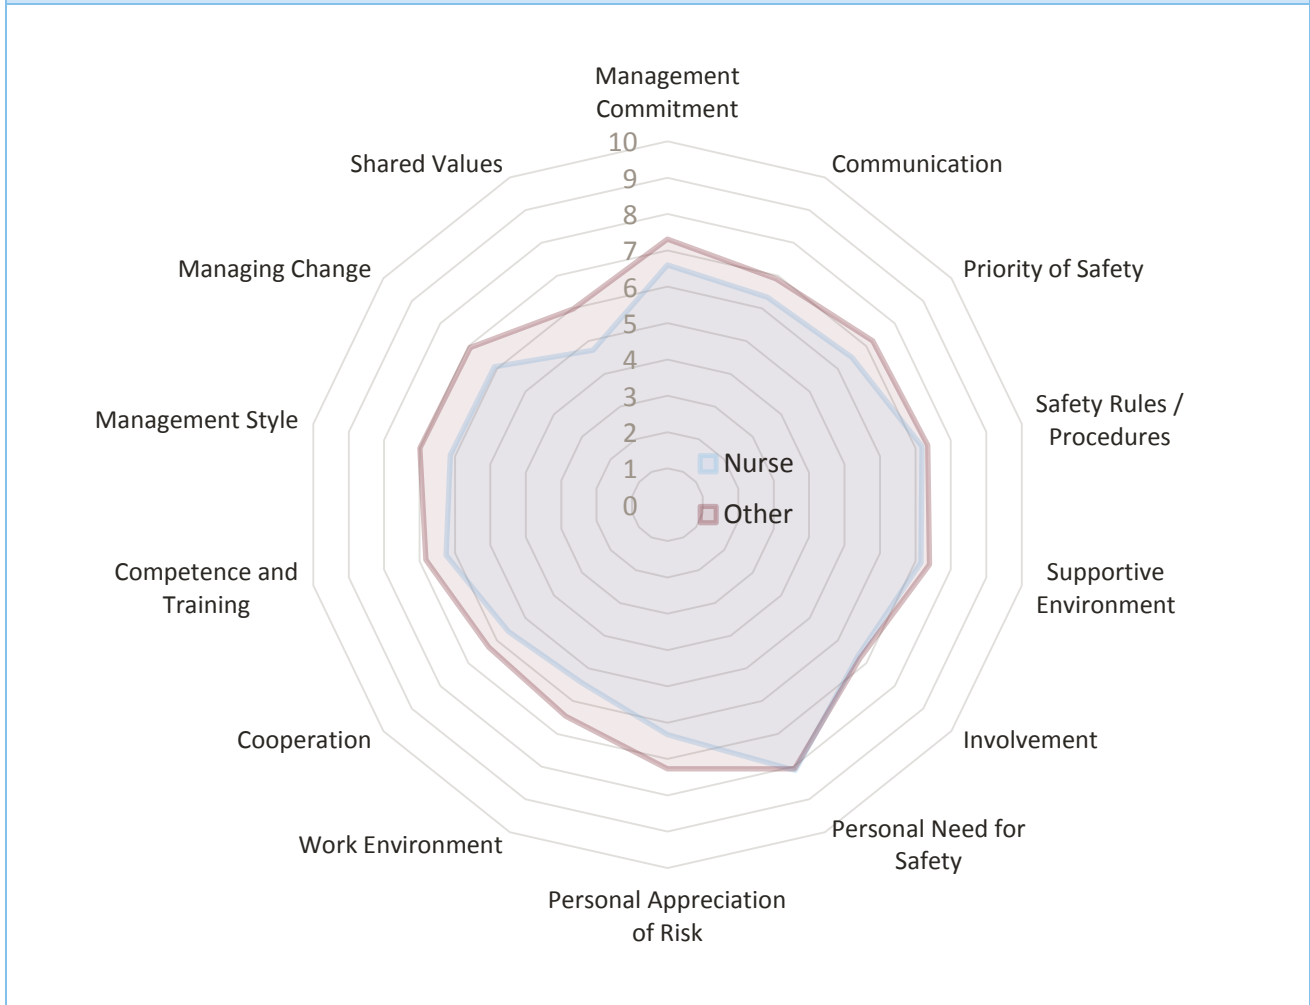 Management
Commitment
Communication
Priority of Safety
Safety Rules /
Procedures
Supportive
Environment
Involvement
Personal Need for
Safety
Personal Appreciation
of Risk
Work Environment
Cooperation
Competence and
Training
Management Style
Managing Change
Shared Values
10
9
8
7
6
5
4
3
2
1
0
Nurse
Other